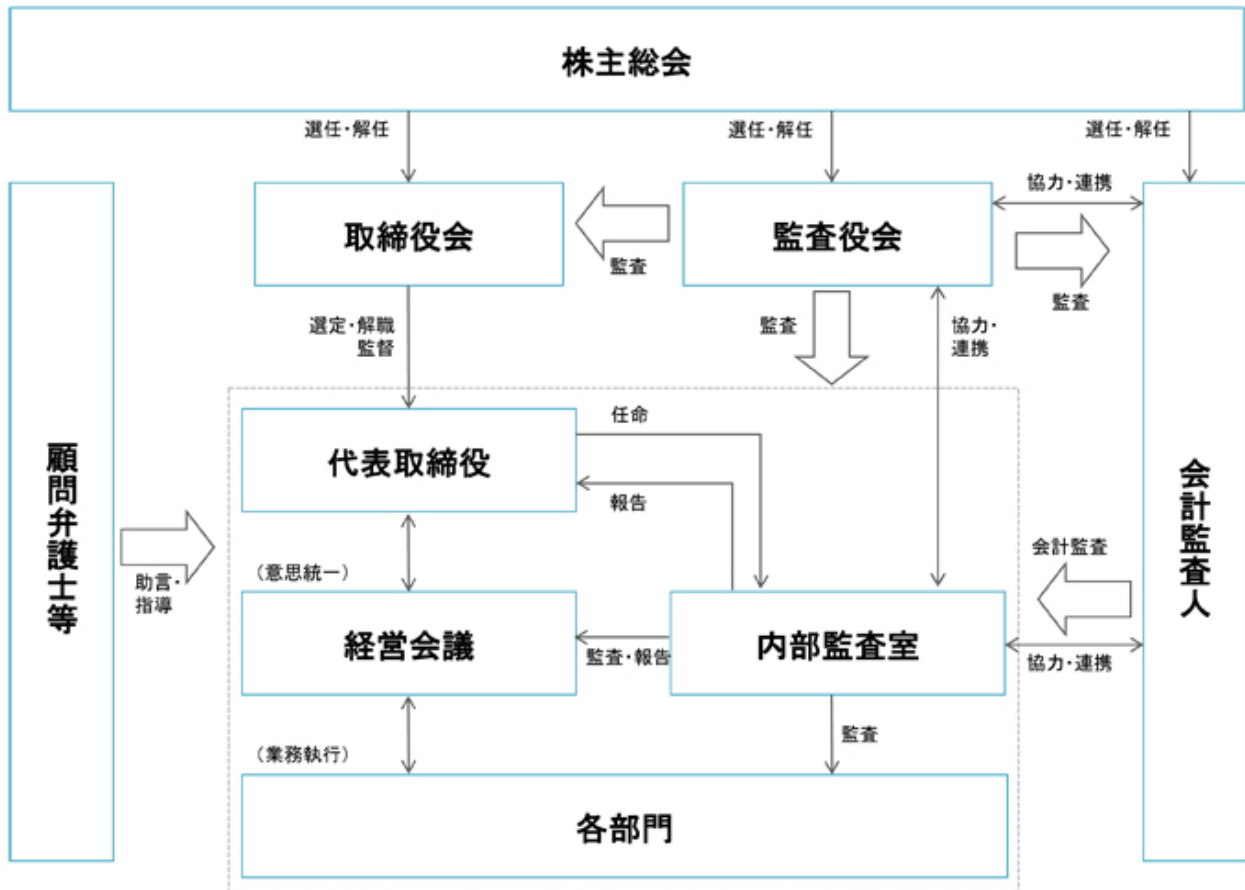 株主総会
選任・解任
選任・解任
選任・解任
取締役会
監査
監査役会
協力・連携
監査
選定・解職
監督
監査
協力・
連携
顧問弁護士等
助言・
指導
代表取締役
任命
報告
(意思統一)
経営会議
監査・報告
内部監査室
会計監査
協力・連携
会計監査人
(業務執行)
監査
各部門